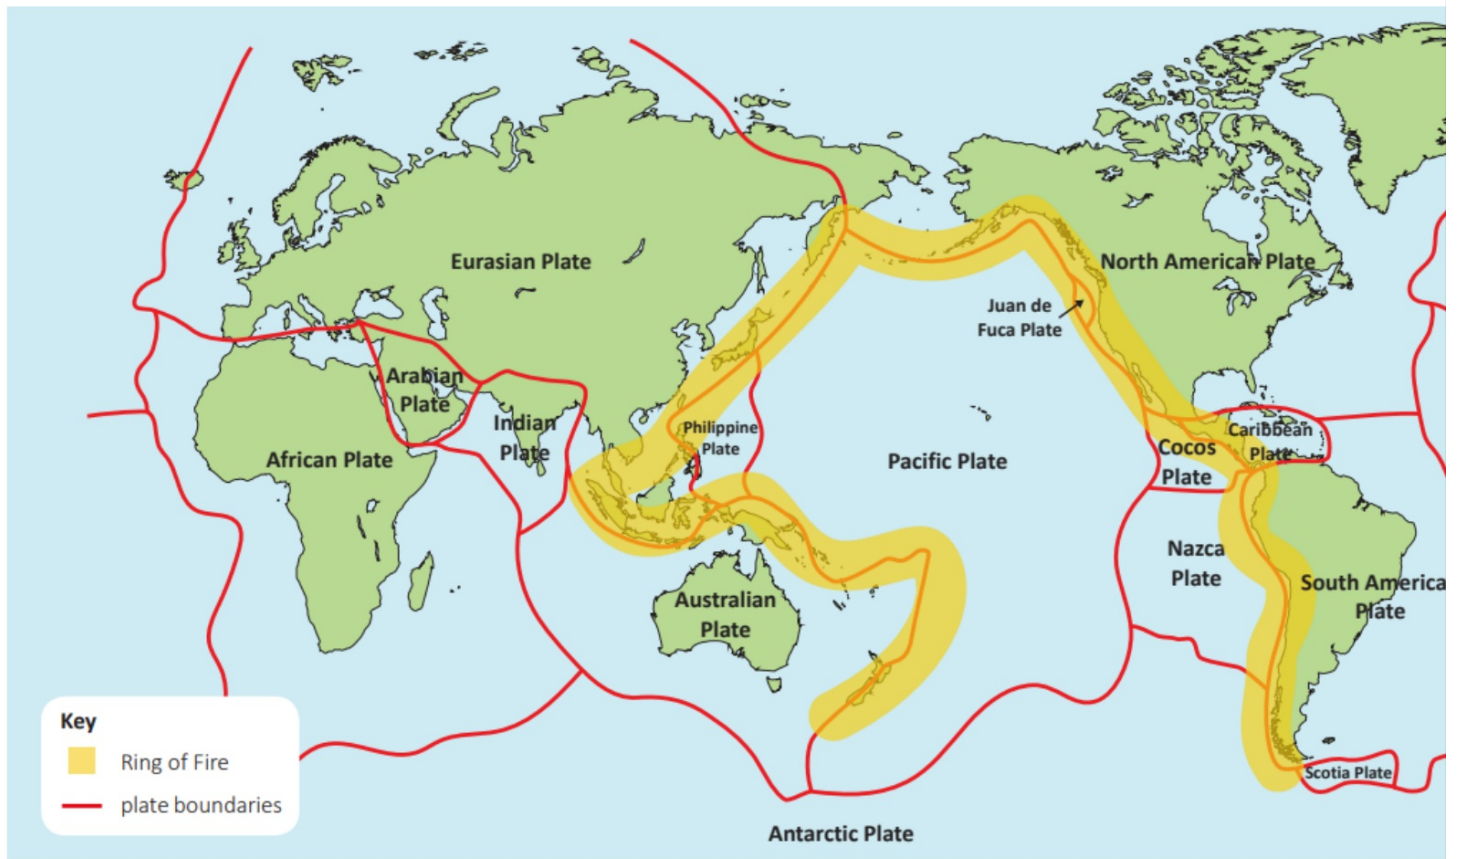 Eurasian Plate
North American Plate
Juan de
Fuca Plate
Arabian
Plate
Indian
Plate
Philippine
Plate
Caribbean
Plate
African Plate
Pacific Plate
Cocos
Plate
Nazca
Plate
South America
Plate
Australian
Plate
Key
Ring of Fire
plate boundaries
Scotia Plate
Antarctic Plate